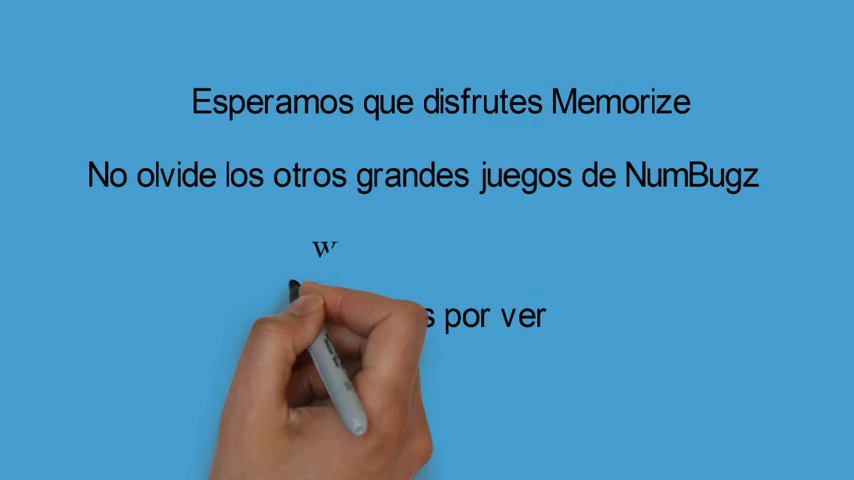 Esperamos que disfrutes Memorize
No olvide los otros grandes juegos de NumBugz
w
por ver